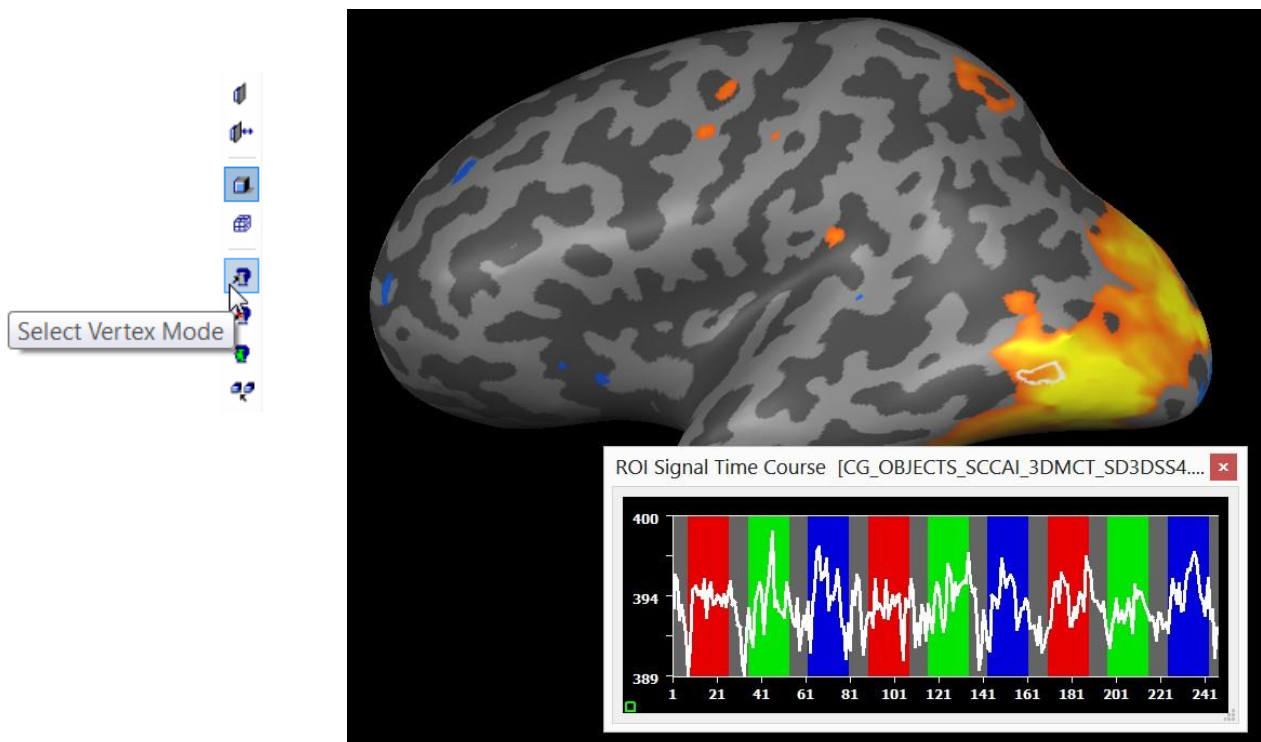 Select Vertex Mode
ROI Signal Time Course [CG_OBJECTS_SCCAI_3DMCT_SD3DSS4....
400
394
389
1 21 41 61 81 101 121 141 161 181 201 221 241